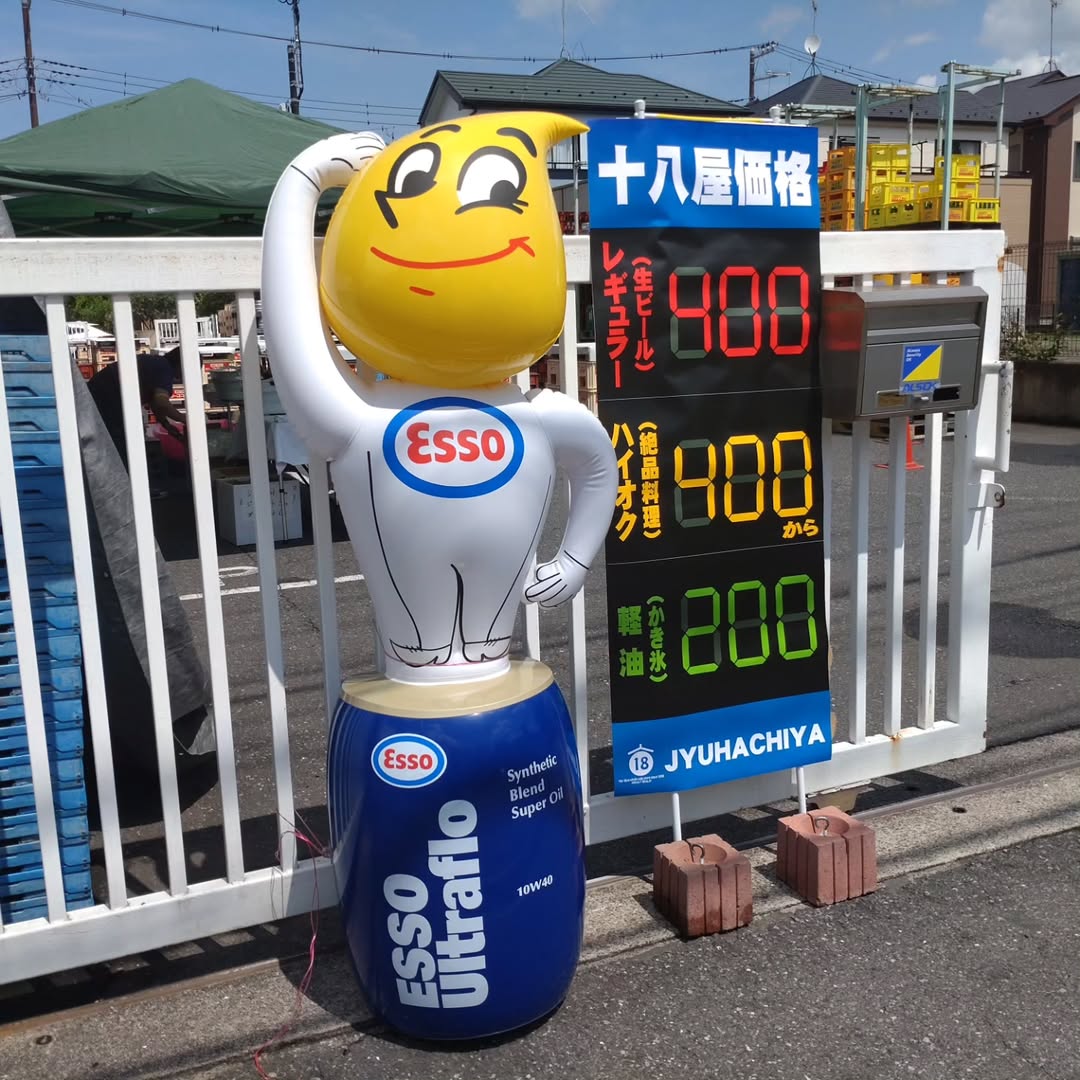 Esso
Esso
Synthetic
Blend
Super Oil
10W40
ESSO
Ultraflo
十八屋価格
レギュラー
(生ビール)
400
ハイオク
(絶品料理)
400
から
軽油
(かき氷)
200
18
JYUHACHIYA
ALSOK